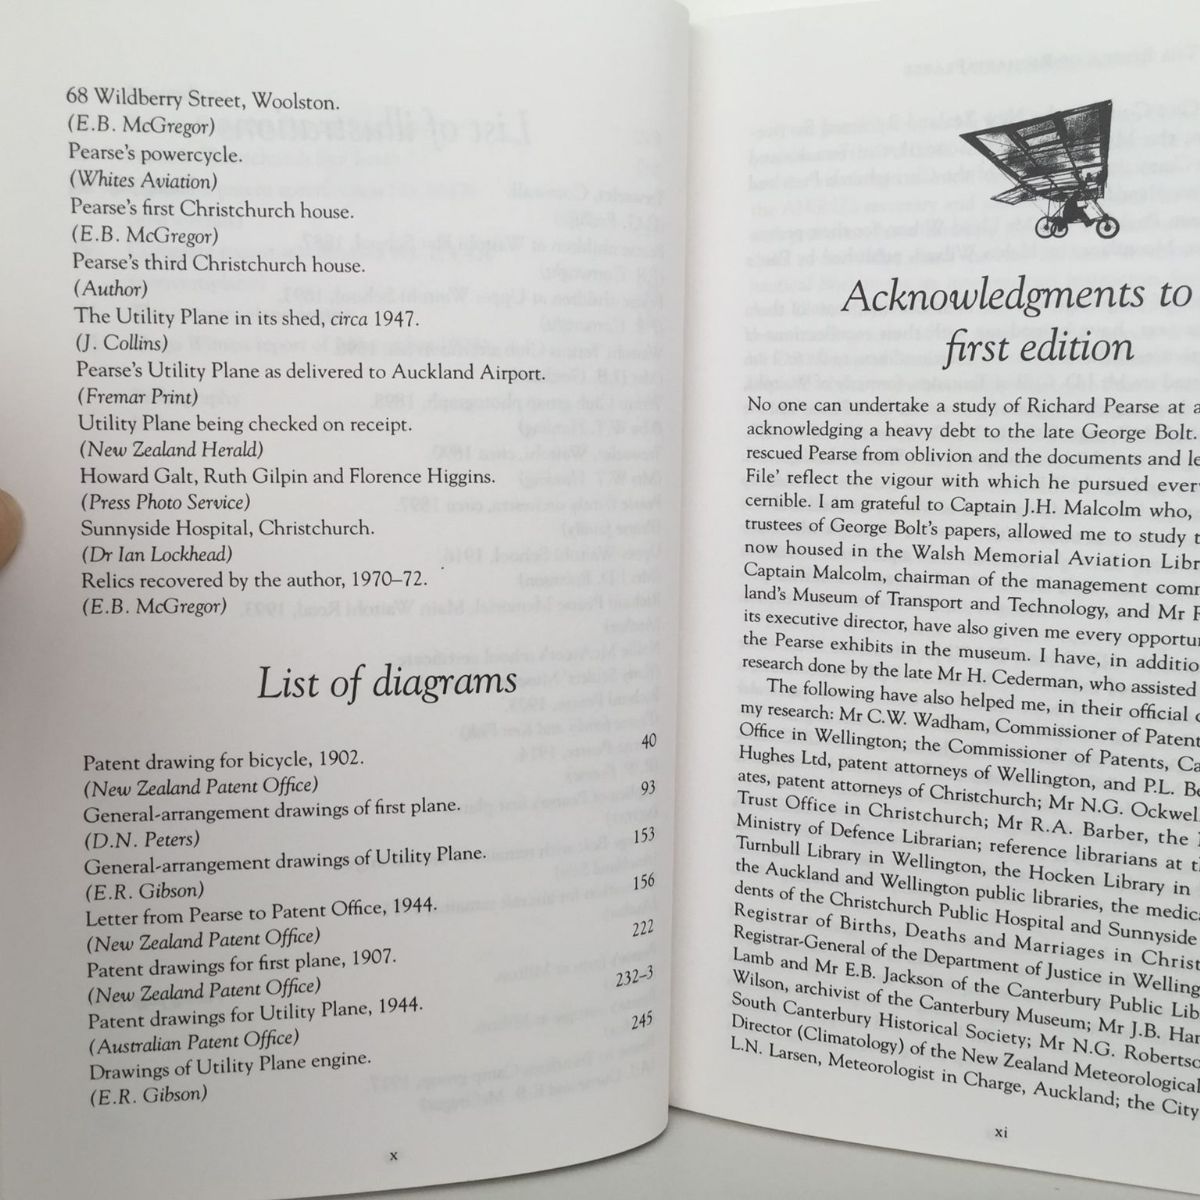 68 Wildberry Street, Woolston.
(E.B. McGregor)
Pearse's powercycle.
(Whites Aviation)
Pearse's first Christchurch house.
(E.B. McGregor)
Pearse's third Christchurch house.
(Author)
The Utility Plane in its shed, circa 1947.
(J. Collins)
Pearse's Utility Plane as delivered to Auckland Airport.
(Fremar Print)
Utility Plane being checked on receipt.
(New Zealand Herald)
Howard Galt, Ruth Gilpin and Florence Higgins.
(Press Photo Service)
Sunnyside Hospital, Christchurch.
(Dr Ian Lockhead)
Relics recovered by the author, 1970–72.
(E.B. McGregor)
List of diagrams
Patent drawing for bicycle, 1902. 40
(New Zealand Patent Office)
General-arrangement drawings of first plane. 93
(D.N. Peters)
General-arrangement drawings of Utility Plane. 153
(E.R. Gibson)
Letter from Pearse to Patent Office, 1944. 156
(New Zealand Patent Office)
Patent drawings for first plane, 1907. 222
(New Zealand Patent Office)
Patent drawings for Utility Plane, 1944. 232–3
(Australian Patent Office)
Drawings of Utility Plane engine. 245
(E.R. Gibson)
x
Acknowledgments to
first edition
No one can undertake a study of Richard Pearse at
acknowledging a heavy debt to the late George Bolt.
rescued Pearse from oblivion and the documents and
File' reflect the vigour with which he pursued
cernible. I am grateful to Captain J.H. Malcolm who,
trustees of George Bolt's papers, allowed me to study
now housed in the Walsh Memorial Aviation
Captain Malcolm, chairman of the management
land's Museum of Transport and Technology, and Mr
its executive director, have also given me every
the Pearse exhibits in the museum. I have, in
research done by the late Mr H. Cederman, who assisted
The following have also helped me, in their official
my research: Mr C.W. Wadham, Commissioner of
Office in Wellington; the Commissioner of Patents,
Hughes Ltd, patent attorneys of Wellington, and P.L.
ates, patent attorneys of Christchurch; Mr N.G.
Trust Office in Christchurch; Mr R.A. Barber, the
Ministry of Defence Librarian; reference librarians at
Turnbull Library in Wellington, the Hocken Library in
the Auckland and Wellington public libraries, the
dents of the Christchurch Public Hospital and Sunnyside
Registrar of Births, Deaths and Marriages in
Registrar-General of the Department of Justice in
Lamb and Mr E.B. Jackson of the Canterbury Public
Wilson, archivist of the Canterbury Museum; Mr J.B.
South Canterbury Historical Society; Mr N.G.
Director (Climatology) of the New Zealand Meteorological
L.N. Larsen, Meteorologist in Charge, Auckland; the City
xi